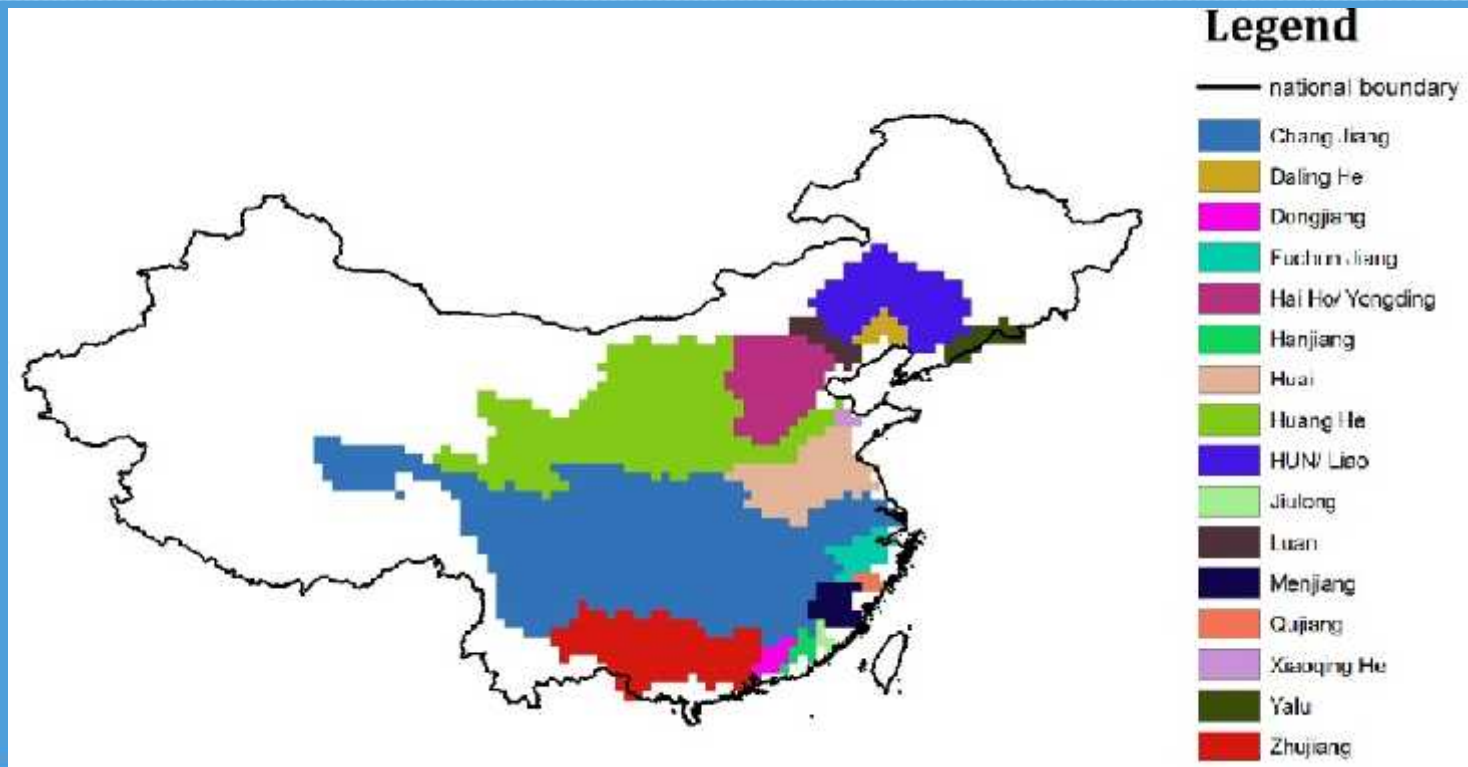 Legend
national boundary
Chang Jiang
Daling He
Dongjiang
Fuchun Jiang
Hai Ho/ Yongding
Hanjiang
Huai
Huang He
HUN/ Liao
Jiulong
Luan
Menjiang
Qujiang
Xiaoqing He
Yalu
Zhujiang